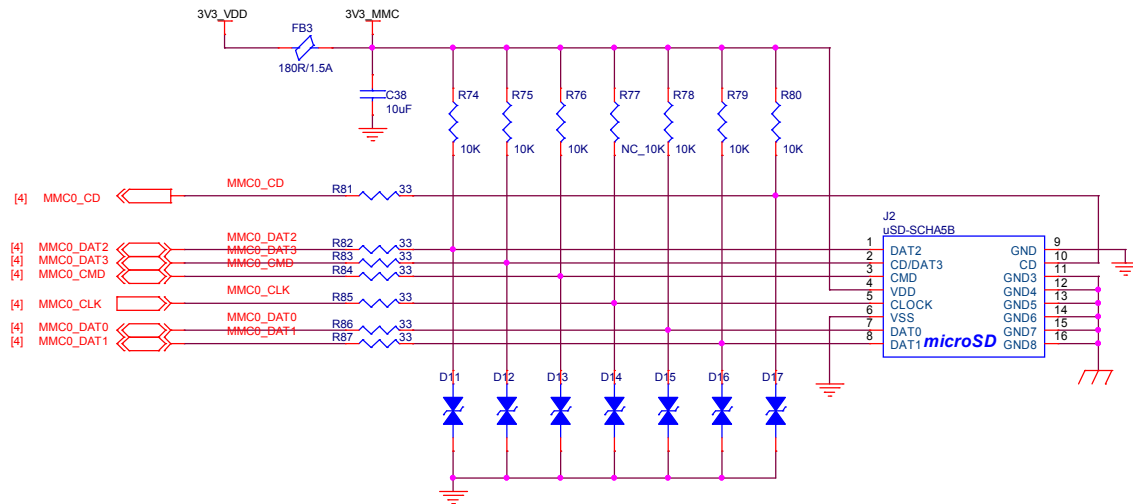 3V3_VDD 3V3_MMC
FB3
180R/1.5A
C38
10uF
R74 R75 R76 R77 R78 R79 R80
10K 10K 10K NC_10K 10K 10K 10K
[4] MMC0_CD MMC0_CD R81 33
J2
uSD-SCHA5B
[4] MMC0_DAT2 MMC0_DAT2 R82 33 1 DAT2 GND 9
[4] MMC0_DAT3 MMC0_DAT3 R83 33 2 CD/DAT3 CD 10
[4] MMC0_CMD MMC0_CMD R84 33 3 CMD GND3 11
4 VDD GND4 12
[4] MMC0_CLK MMC0_CLK R85 33 5 CLOCK GND5 13
6 VSS GND6 14
[4] MMC0_DAT0 MMC0_DAT0 R86 33 7 DAT0 GND7 15
[4] MMC0_DAT1 MMC0_DAT1 R87 33 8 DAT1 microSD GND8 16
D11 D12 D13 D14 D15 D16 D17